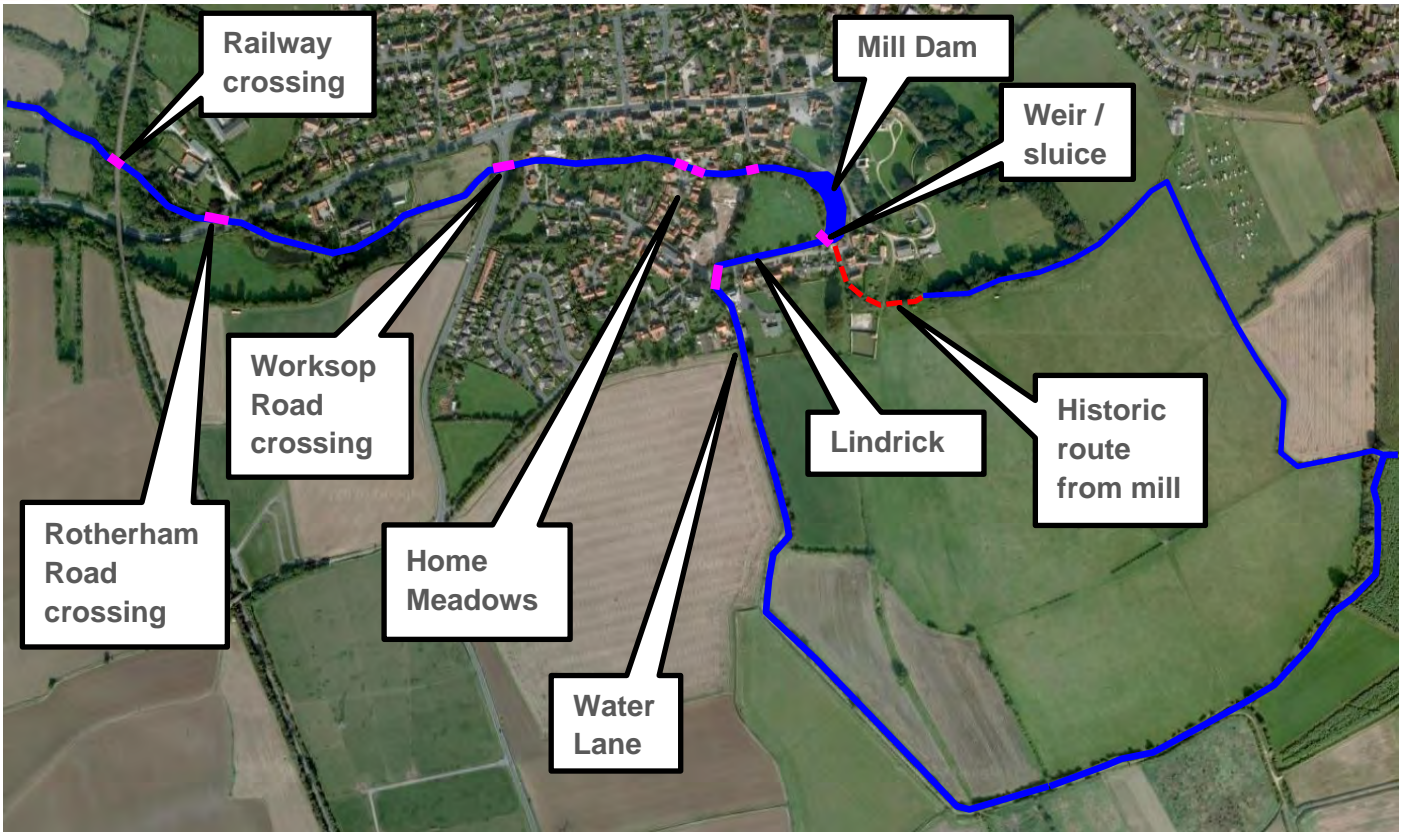 Railway
crossing
Mill Dam
Weir /
sluice
Worksop
Road
crossing
Lindrick
Historic
route
from mill
Rotherham
Road
crossing
Home
Meadows
Water
Lane